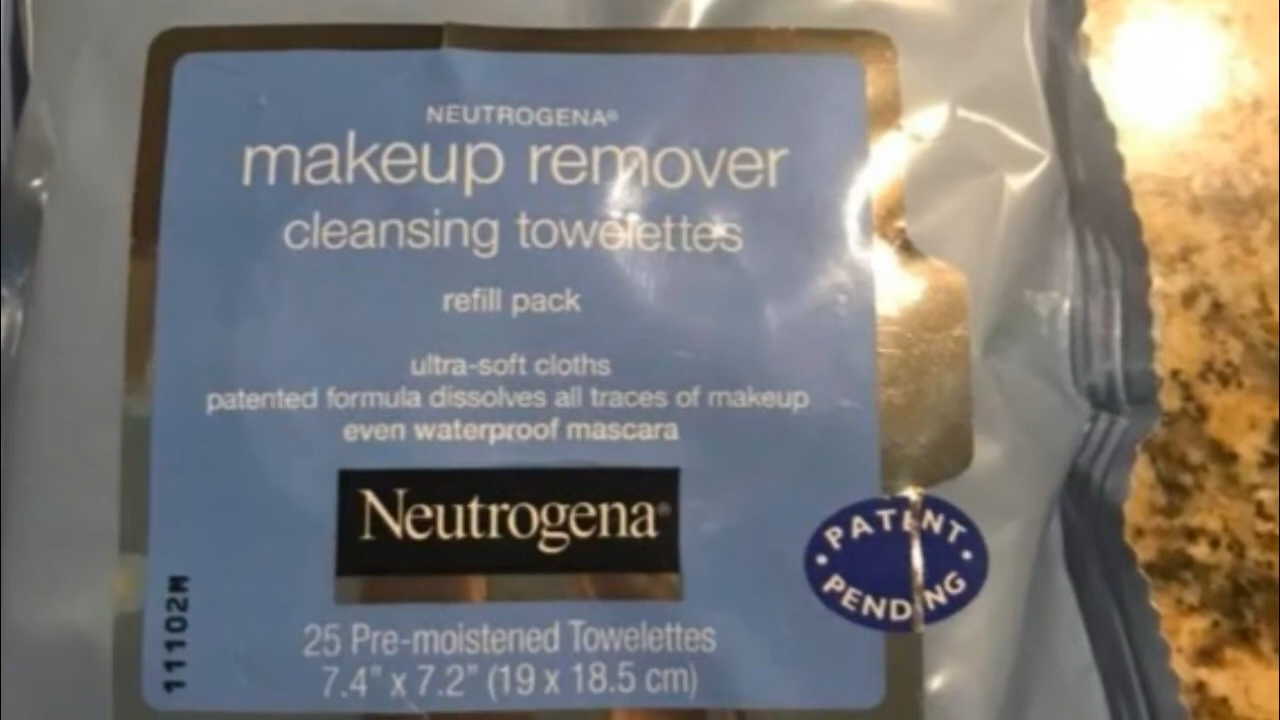 NEUTROGENA®
makeup remover
cleansing towelettes
refill pack
ultra-soft cloths
patented formula dissolves all traces of makeup
even waterproof mascara
Neutrogena®
PATENT
PENDING
11102M
25 Pre-moistened Towelettes
7.4" x 7.2" (19 x 18.5 cm)